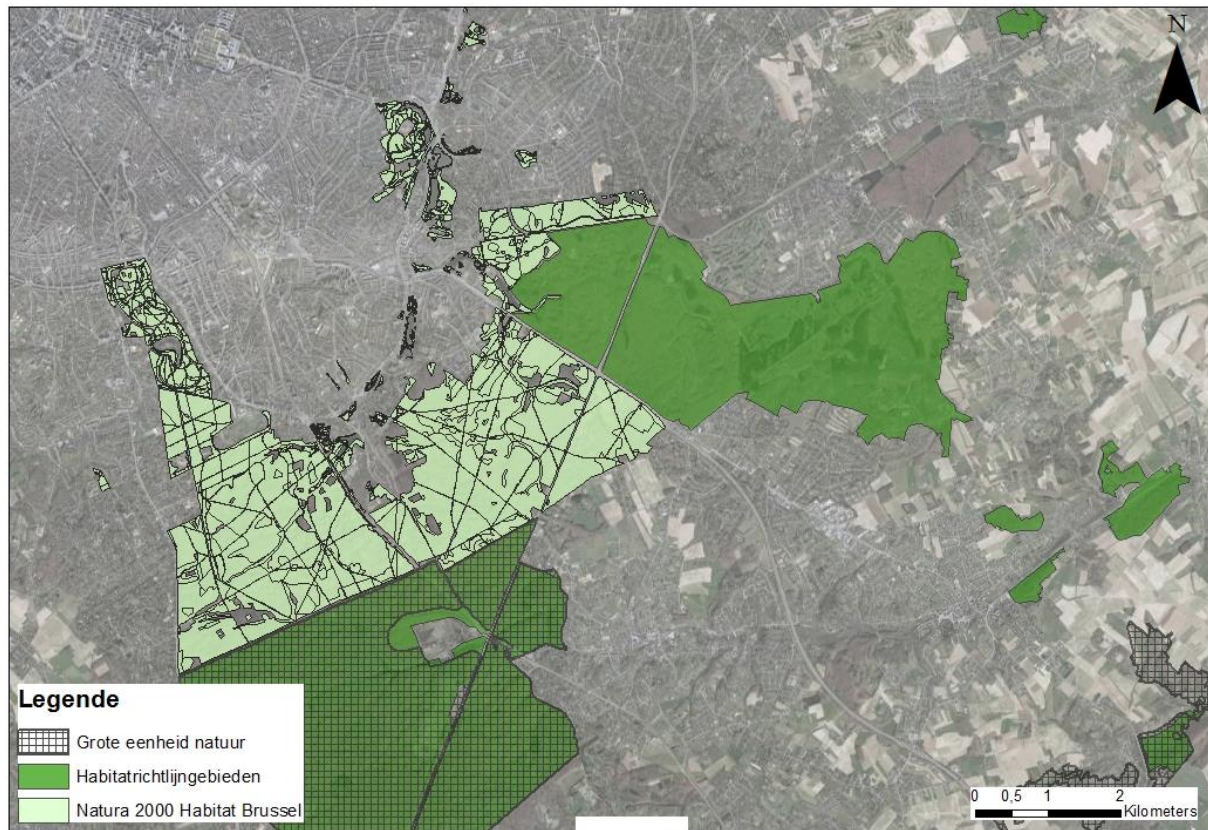 N
Legende
Grote eenheid natuur
Habitatrichtlijngebieden
Natura 2000 Habitat Brussel
0 0,5 1 2
Kilometers